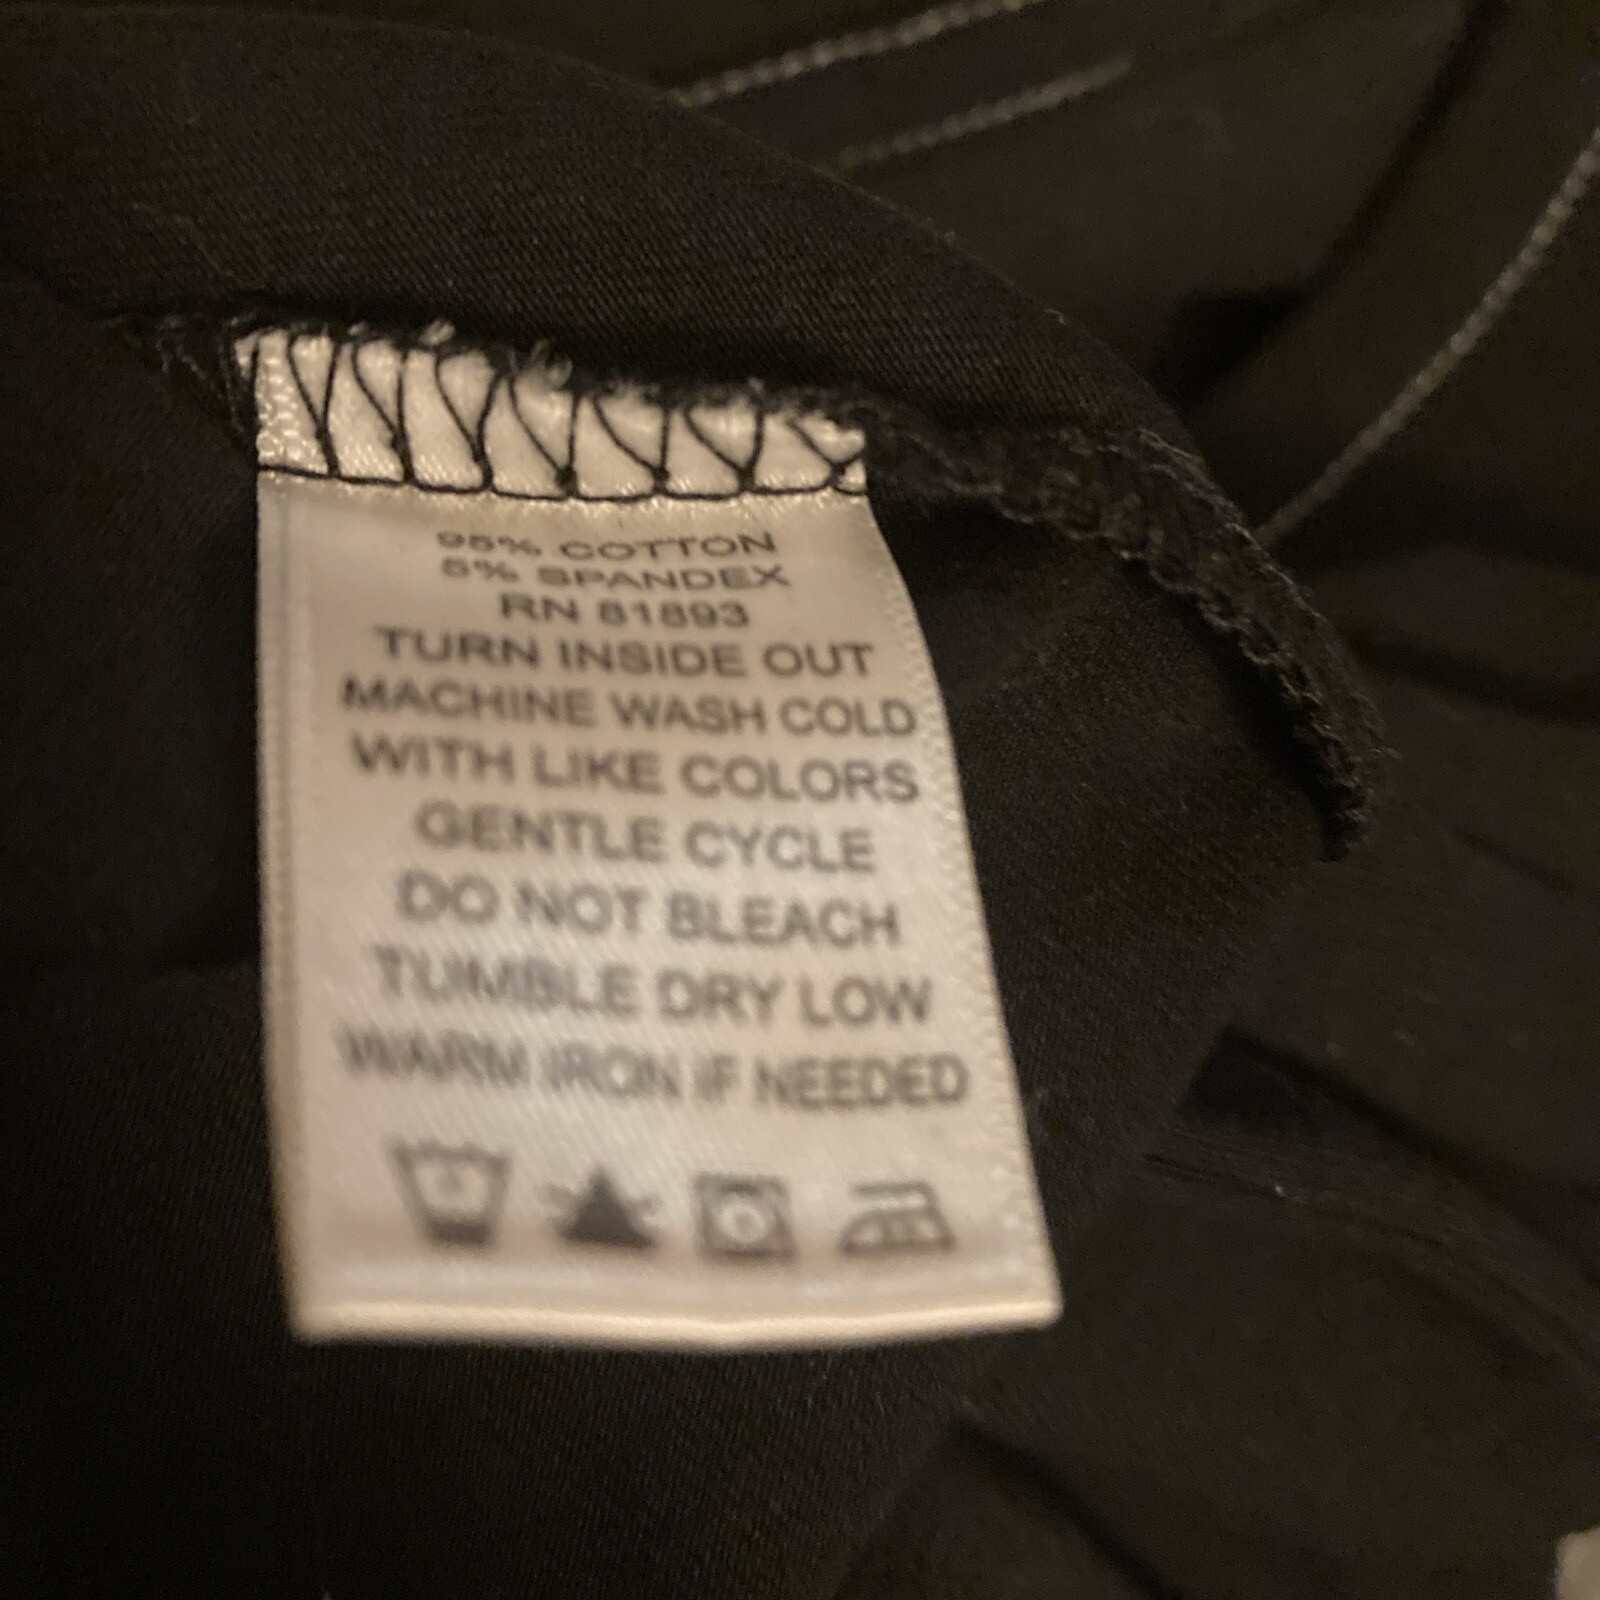 95% COTTON
5% SPANDEX
RN 81893
TURN INSIDE OUT
MACHINE WASH COLD
WITH LIKE COLORS
GENTLE CYCLE
DO NOT BLEACH
TUMBLE DRY LOW
WARM IRON IF NEEDED